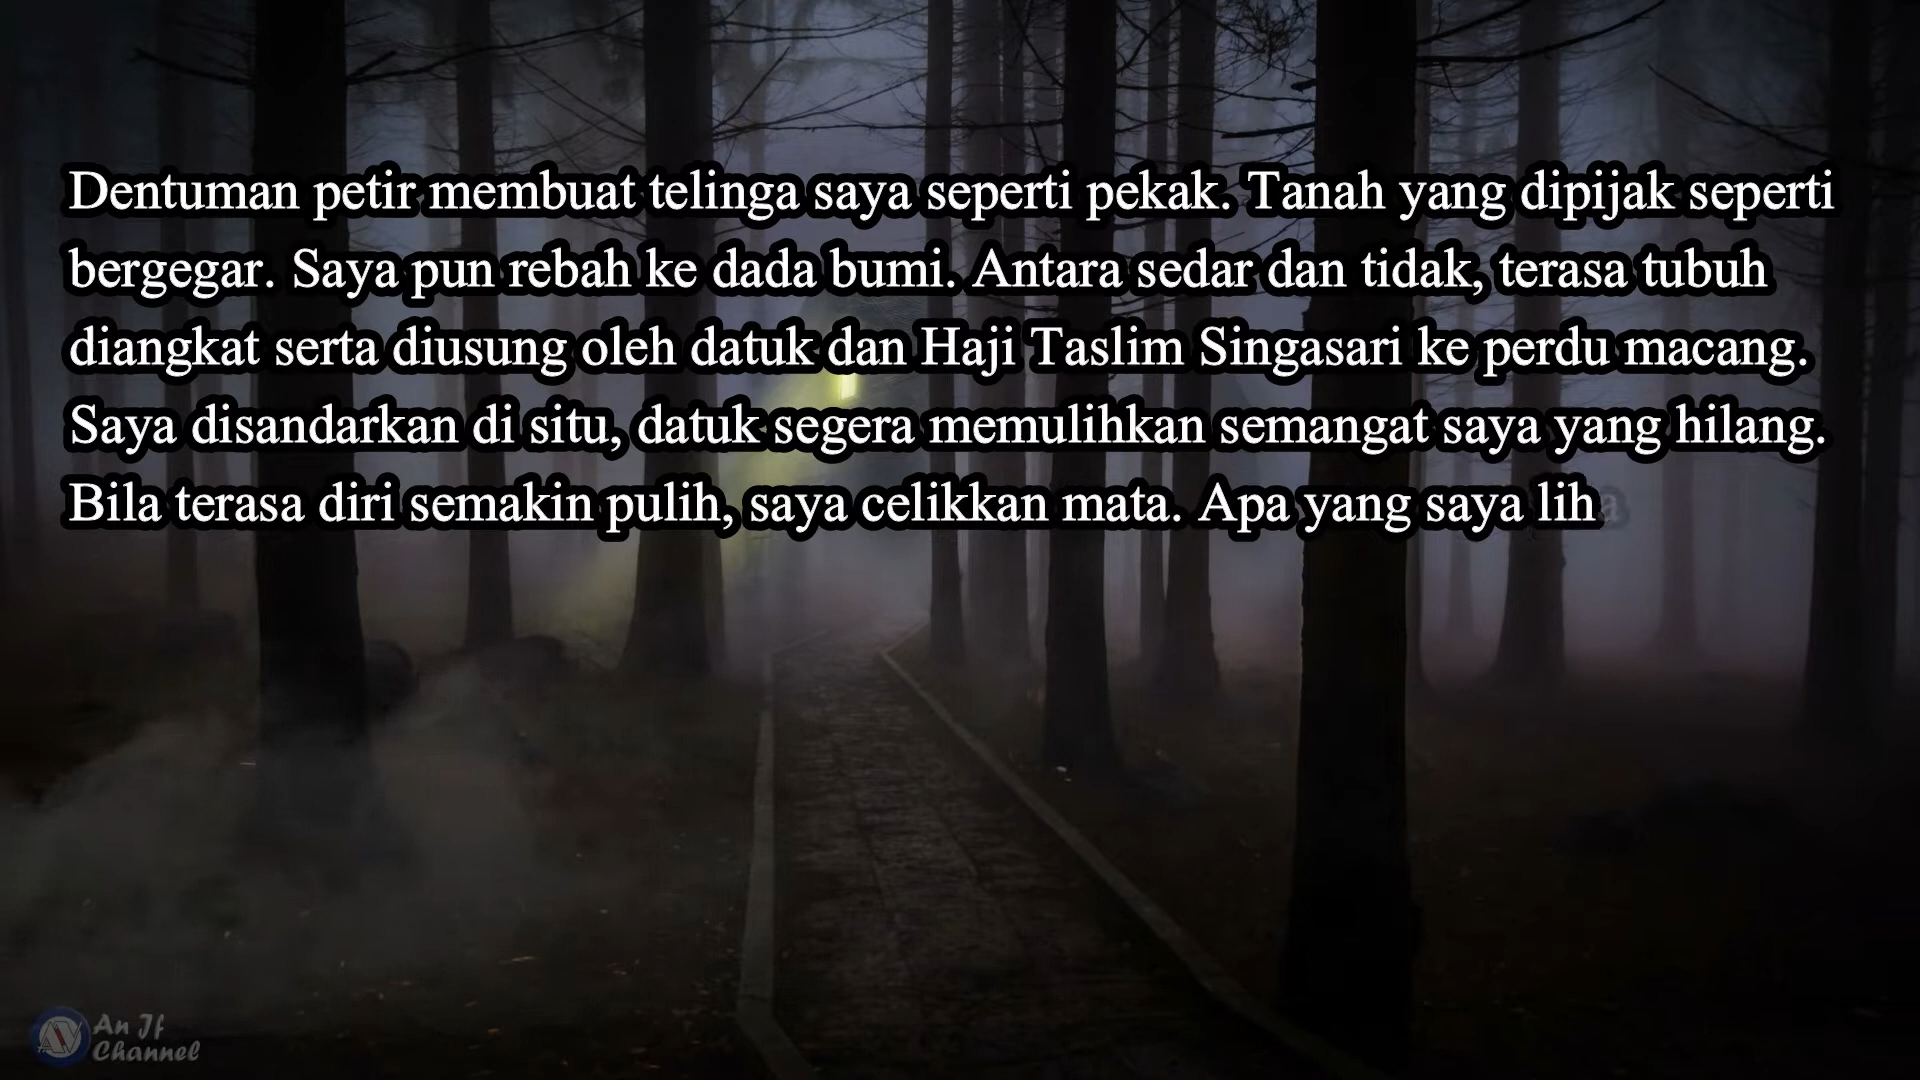 Dentuman petir membuat telinga saya seperti pekak. Tanah yang dipijak seperti
bergegar. Saya pun rebah ke dada bumi. Antara sedar dan tidak, terasa tubuh
diangkat serta diusung oleh datuk dan Haji Taslim Singasari ke perdu macang.
Saya disandarkan di situ, datuk segera memulihkan semangat saya yang hilang.
Bila terasa diri semakin pulih, saya celikkan mata. Apa yang saya liha
An If
Channel